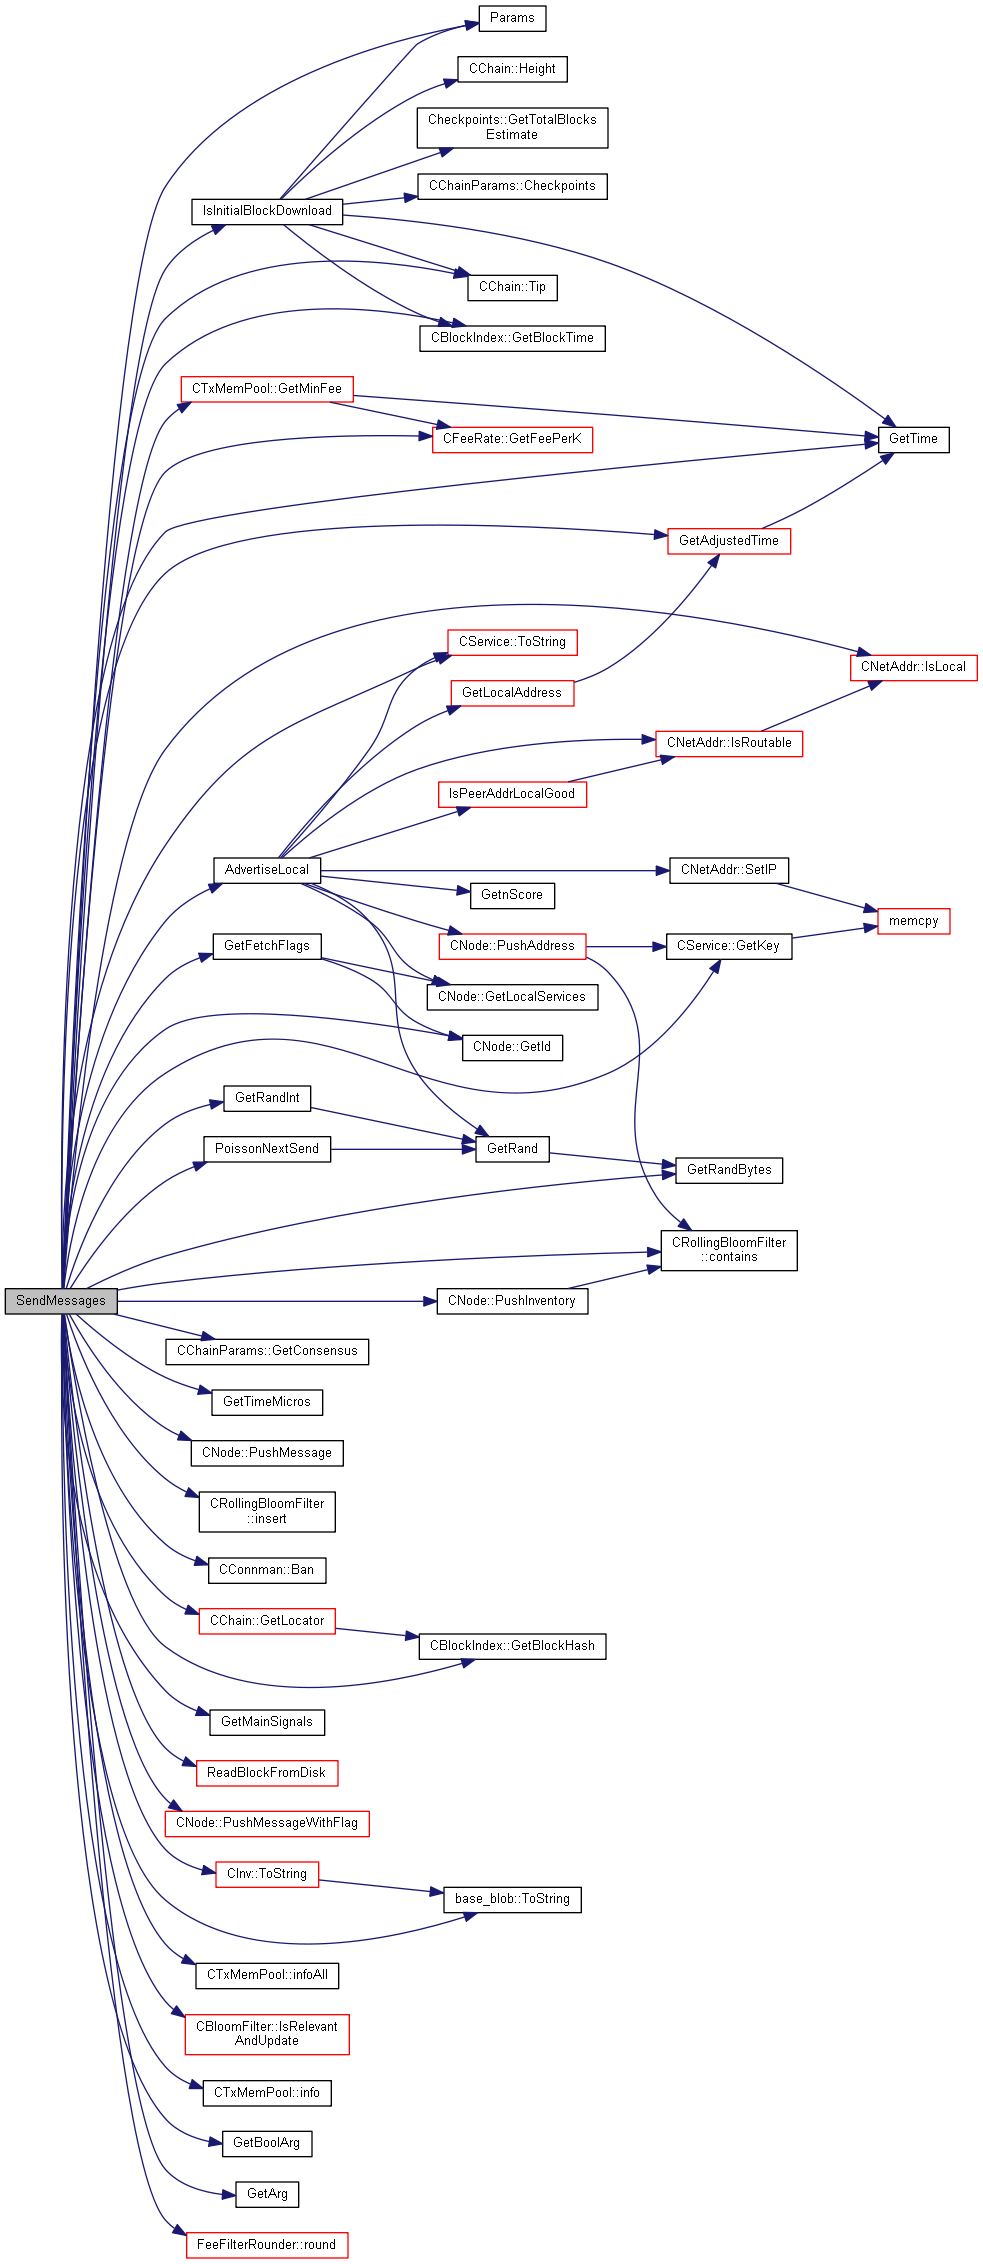 Params
CChain::Height
Checkpoints::GetTotalBlocks
Estimate
CChainParams::Checkpoints
IsInitialBlockDownload
CChain::Tip
CBlockIndex::GetBlockTime
CTxMemPool::GetMinFee
CFeeRate::GetFeePerK
GetTime
GetAdjustedTime
CService::ToString
CNetAddr::IsLocal
GetLocalAddress
CNetAddr::IsRoutable
IsPeerAddrLocalGood
AdvertiseLocal
CNetAddr::SetIP
GetnScore
memcpy
GetFetchFlags
CNode::PushAddress
CService::GetKey
CNode::GetLocalServices
CNode::GetId
GetRandInt
PoissonNextSend
GetRand
GetRandBytes
CRollingBloomFilter
::contains
SendMessages
CNode::PushInventory
CChainParams::GetConsensus
GetTimeMicros
CNode::PushMessage
CRollingBloomFilter
::insert
CConnman::Ban
CChain::GetLocator
CBlockIndex::GetBlockHash
GetMainSignals
ReadBlockFromDisk
CNode::PushMessageWithFlag
CInv::ToString
base_blob::ToString
CTxMemPool::infoAll
CBloomFilter::IsRelevant
AndUpdate
CTxMemPool::info
GetBoolArg
GetArg
FeeFilterRounder::round